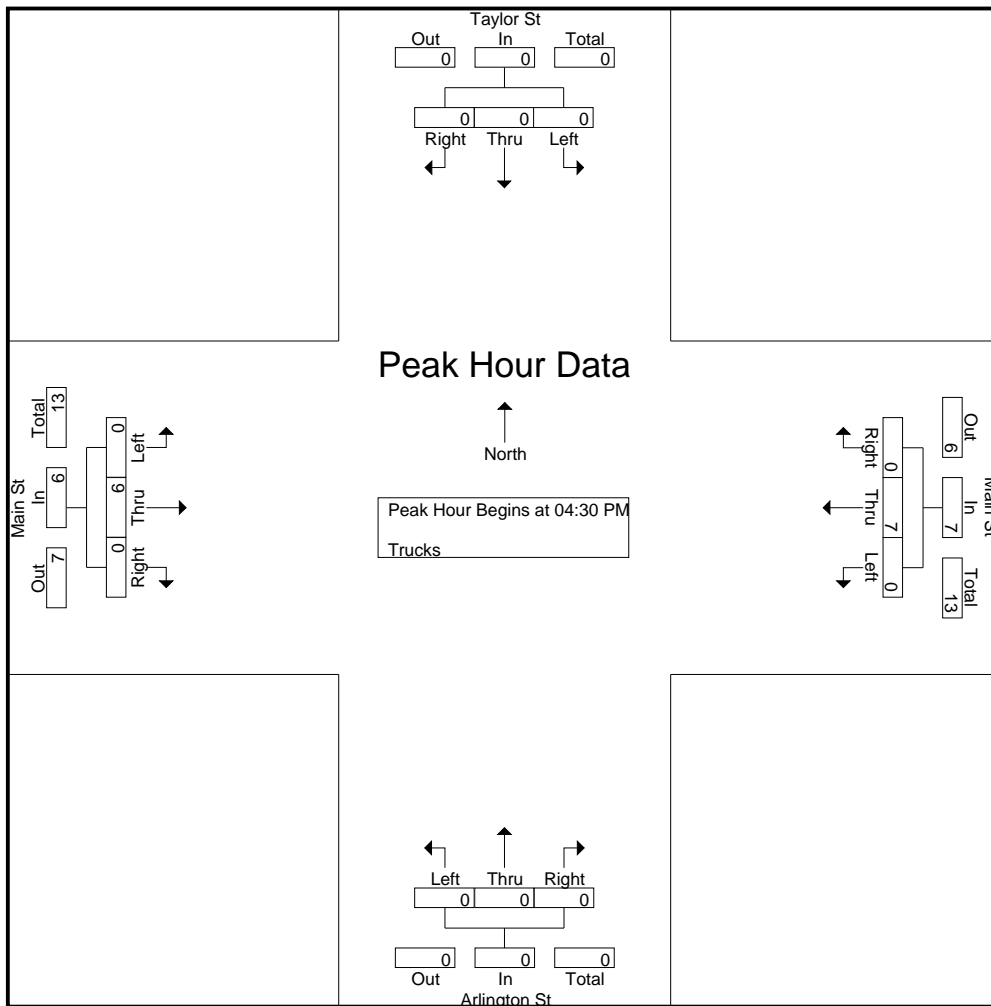 Taylor St
Out In Total
0 0 0
0 0 0
Right Thru Left
Peak Hour Data
North
Peak Hour Begins at 04:30 PM
Trucks
Main St
Total In Out
13 6 7
0 6 0
Left Thru Right
Right Thru Left
0 7 0
Out In Total
6 7 13
Main St
Left Thru Right
0 0 0
0 0 0
Out In Total
Arlington St